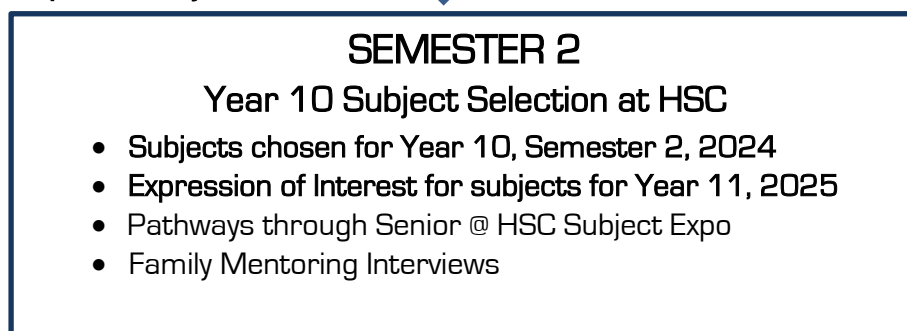 SEMESTER 2
Year 10 Subject Selection at HSC
• Subjects chosen for Year 10, Semester 2, 2024
• Expression of Interest for subjects for Year 11, 2025
• Pathways through Senior @ HSC Subject Expo
• Family Mentoring Interviews